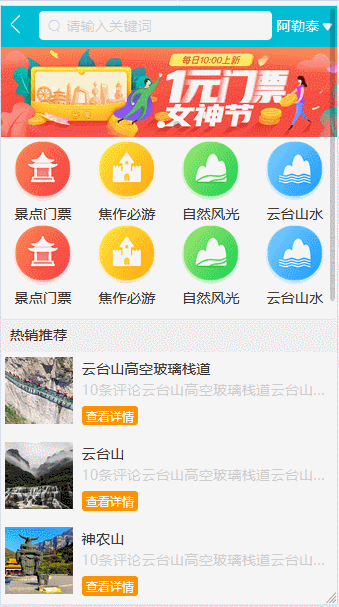 请输入关键词 阿勒泰
每日10:00上新
1元门票
女神节
景点门票 焦作必游 自然风光 云台山水
景点门票 焦作必游 自然风光 云台山水
热销推荐
云台山高空玻璃栈道
10条评论云台山高空玻璃栈道云台山...
查看详情
云台山
10条评论云台山高空玻璃栈道云台山...
查看详情
神农山
10条评论云台山高空玻璃栈道云台山...
查看详情